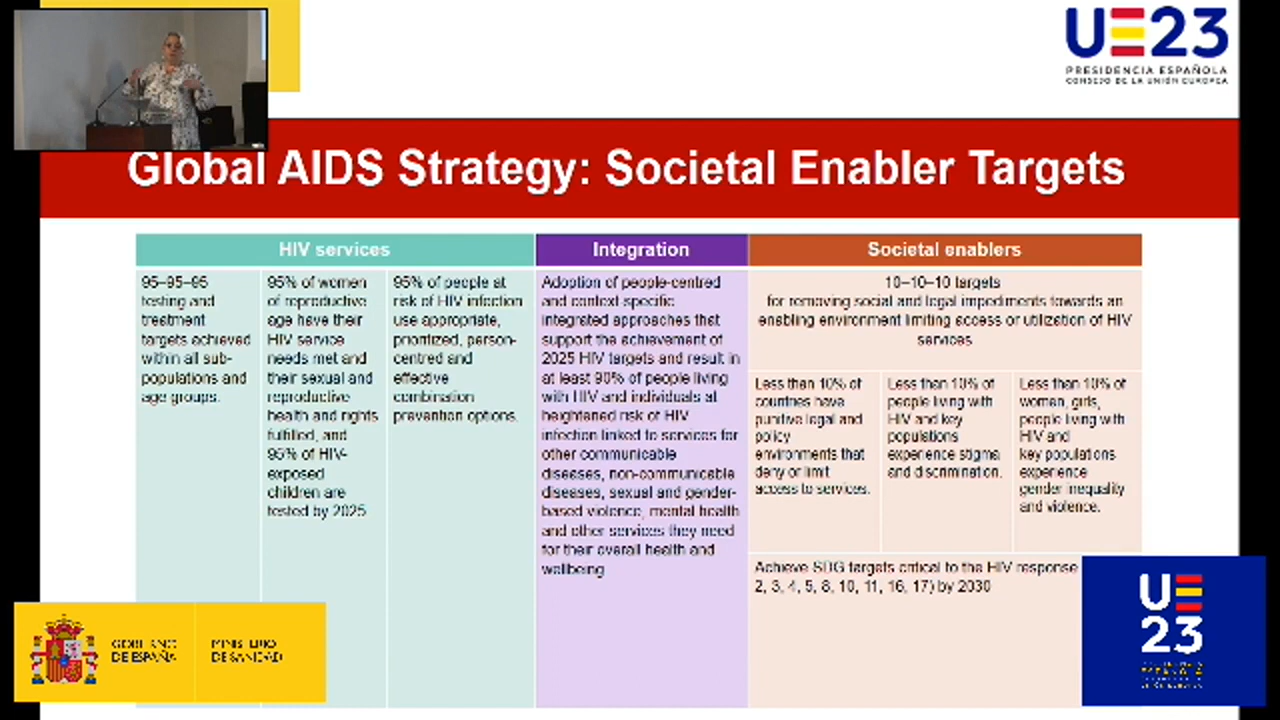 UE23
PRESIDENCIA ESPAÑOLA
CONSEJO DE LA UNIÓN EUROPEA
Global AIDS Strategy: Societal Enabler Targets
HIV services
95–95–95
testing and
treatment
targets achieved
within all sub-
populations and
age groups.
95% of women
of reproductive
age have their
HIV service
needs met and
their sexual and
reproductive
health and rights
fulfilled, and
95% of HIV-
exposed
children are
tested by 2025
95% of people at
risk of HIV infection
use appropriate,
prioritized, person-
centred and
effective
combination
prevention options.
Integration
Adoption of people-centred
and context-specific
integrated approaches that
support the achievement of
2025 HIV targets and result in
at least 90% of people living
with HIV and individuals at
heightened risk of HIV
infection linked to services for
other communicable
diseases, non-communicable
diseases, sexual and gender-
based violence, mental health
and other services they need
for their overall health and
wellbeing
Societal enablers
10–10–10 targets
for removing social and legal impediments towards an
enabling environment limiting access or utilization of HIV
services
Less than 10% of
countries have
punitive legal and
policy
environments that
deny or limit
access to services.
Less than 10% of
people living with
HIV and key
populations
experience stigma
and discrimination.
Less than 10% of
women, girls,
people living with
HIV and
key populations
experience
gender inequality
and violence.
Achieve SDG targets critical to the HIV response
2, 3, 4, 5, 8, 10, 11, 16, 17) by 2030
GOBIERNO
DE ESPAÑA
MINISTERIO
DE SANIDAD
UE
23